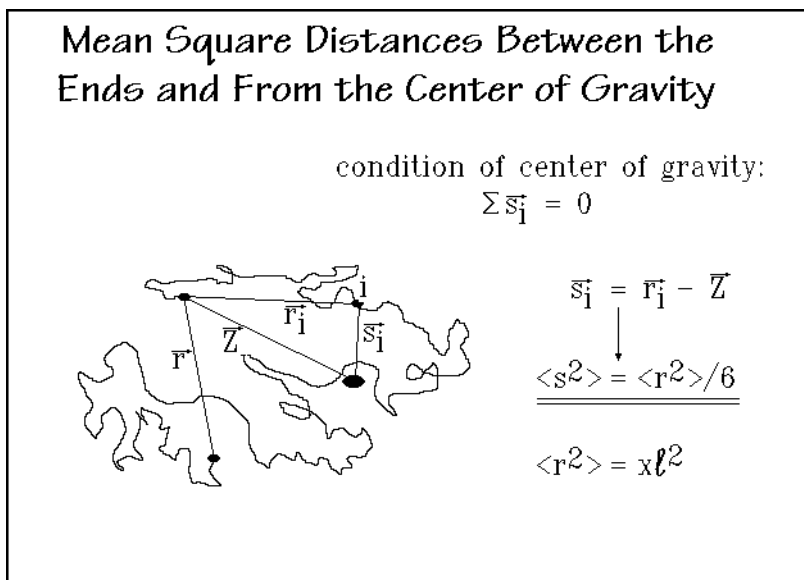 Mean Square Distances Between the
Ends and From the Center of Gravity
condition of center of gravity:
Σ s⃗i = 0
i
r⃗i
s⃗i
Z⃗
r⃗
s⃗i = r⃗i - Z⃗
<s²> = <r²>/6
<r²> = xℓ²